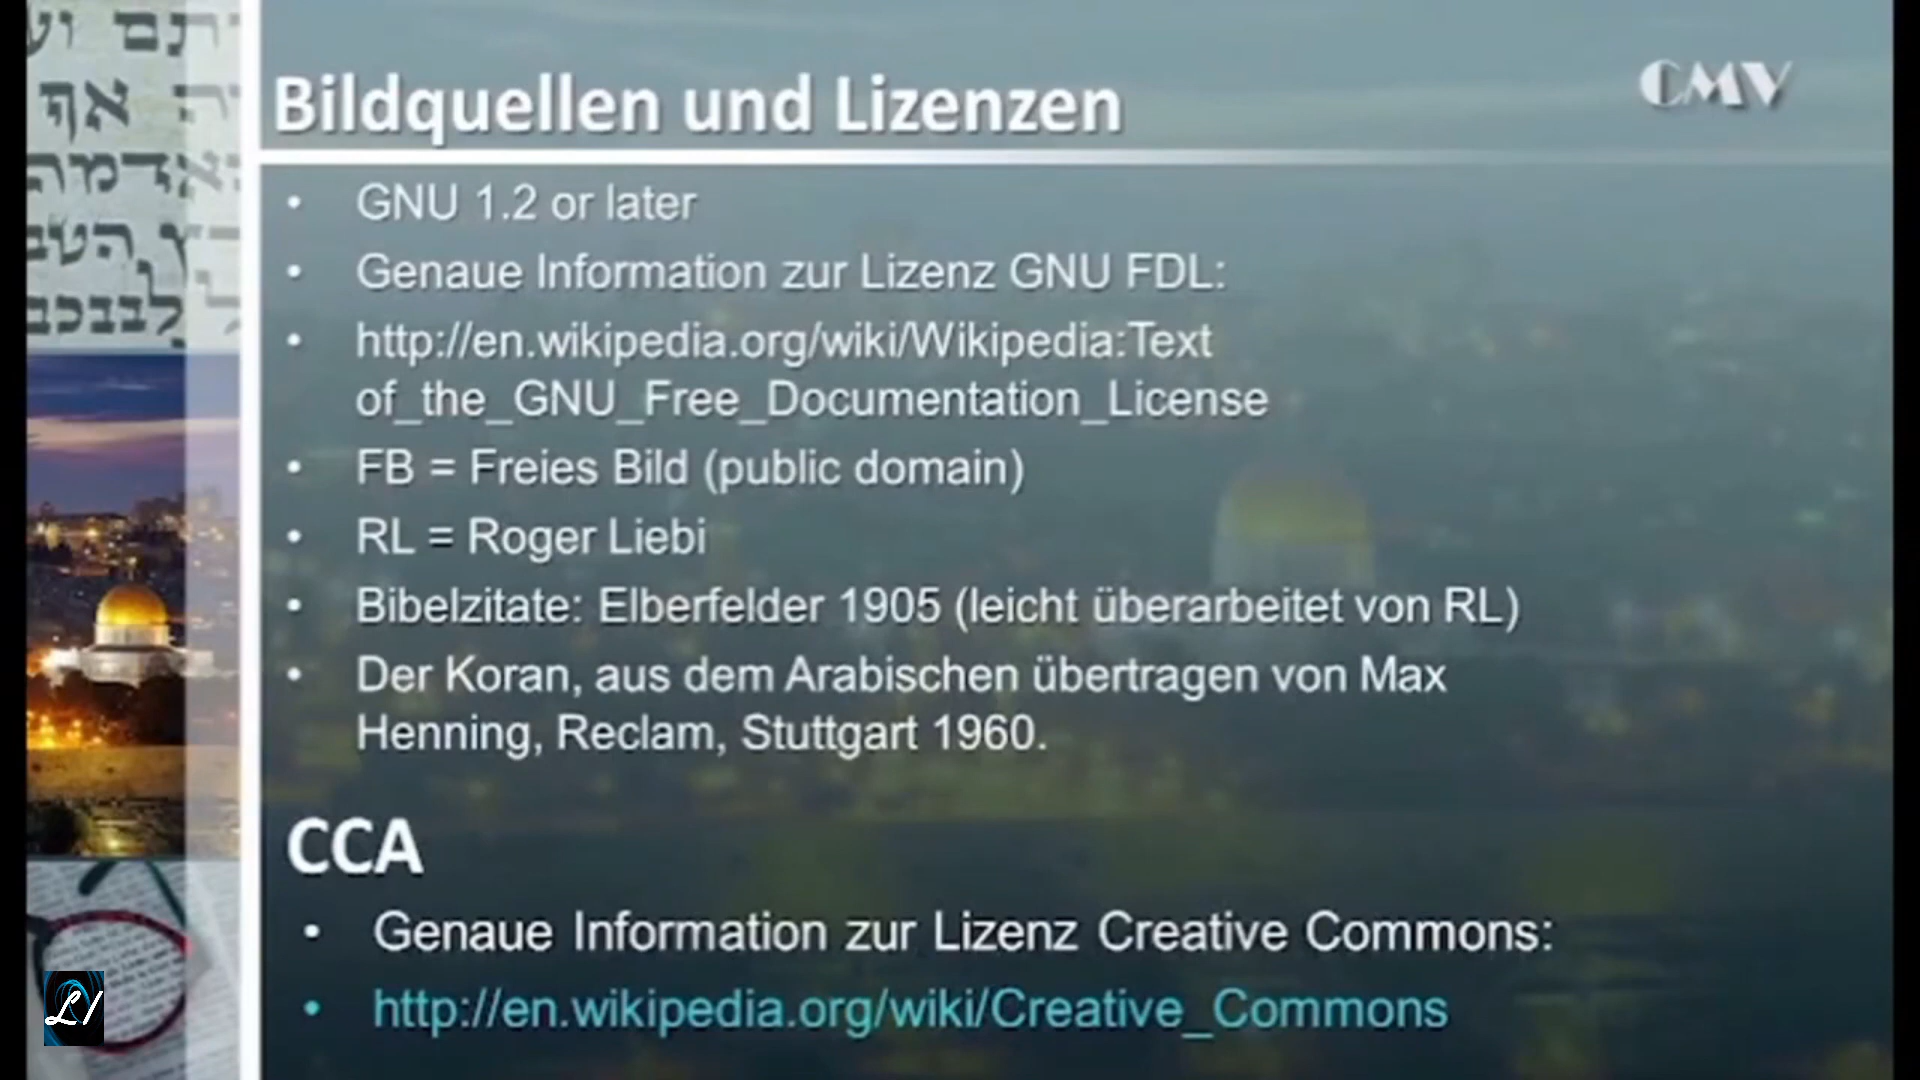 Bildquellen und Lizenzen
CMV
• GNU 1.2 or later
• Genaue Information zur Lizenz GNU FDL:
• http://en.wikipedia.org/wiki/Wikipedia:Text
of_the_GNU_Free_Documentation_License
• FB = Freies Bild (public domain)
• RL = Roger Liebi
• Bibelzitate: Elberfelder 1905 (leicht überarbeitet von RL)
• Der Koran, aus dem Arabischen übertragen von Max
Henning, Reclam, Stuttgart 1960.
CCA
• Genaue Information zur Lizenz Creative Commons:
• http://en.wikipedia.org/wiki/Creative_Commons